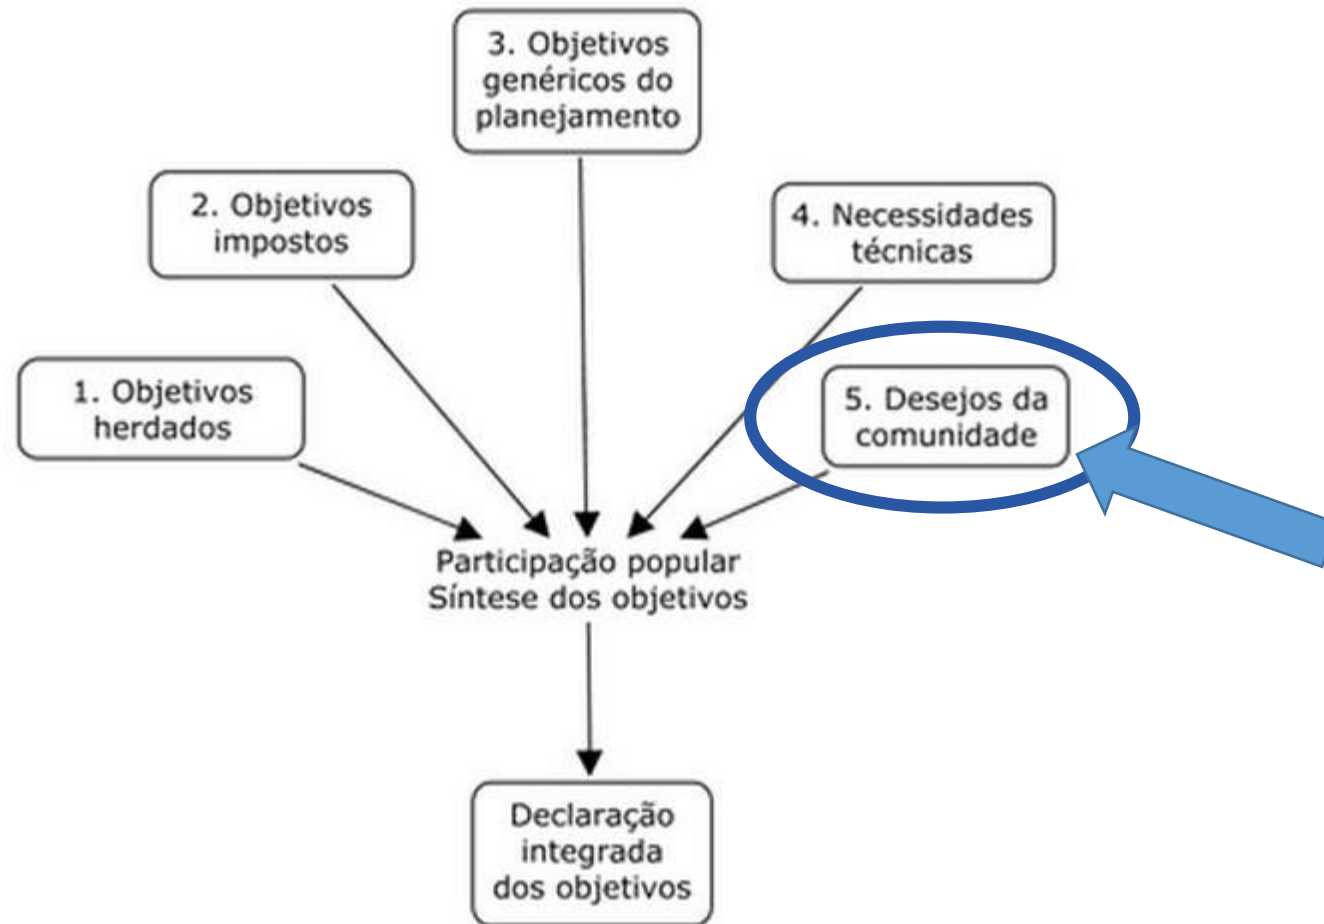 3. Objetivos
genéricos do
planejamento
2. Objetivos
impostos
4. Necessidades
técnicas
1. Objetivos
herdados
5. Desejos da
comunidade
Participação popular
Síntese dos objetivos
Declaração
integrada
dos objetivos